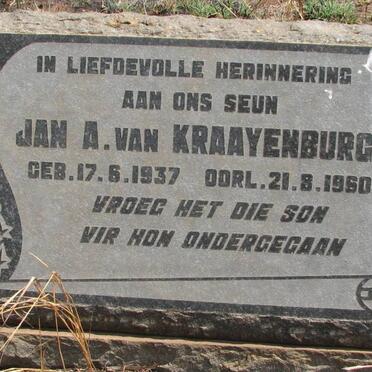 IN LIEFDEVOLLE HERINNERING
AAN ONS SEUN
JAN A. VAN KRAAYENBURG
GEB. 17.6.1937 OORL. 21.8.1960
VROEG HET DIE SON
VIR HOM ONDERGEGAAN